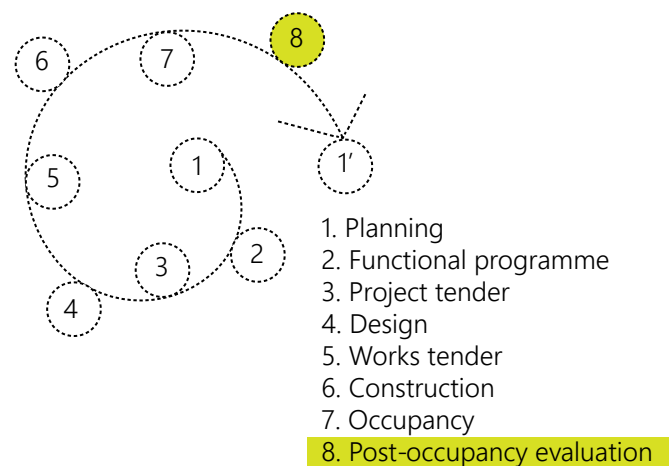 8
6
7
1
1'
5
2
3
4
1. Planning
2. Functional programme
3. Project tender
4. Design
5. Works tender
6. Construction
7. Occupancy
8. Post-occupancy evaluation